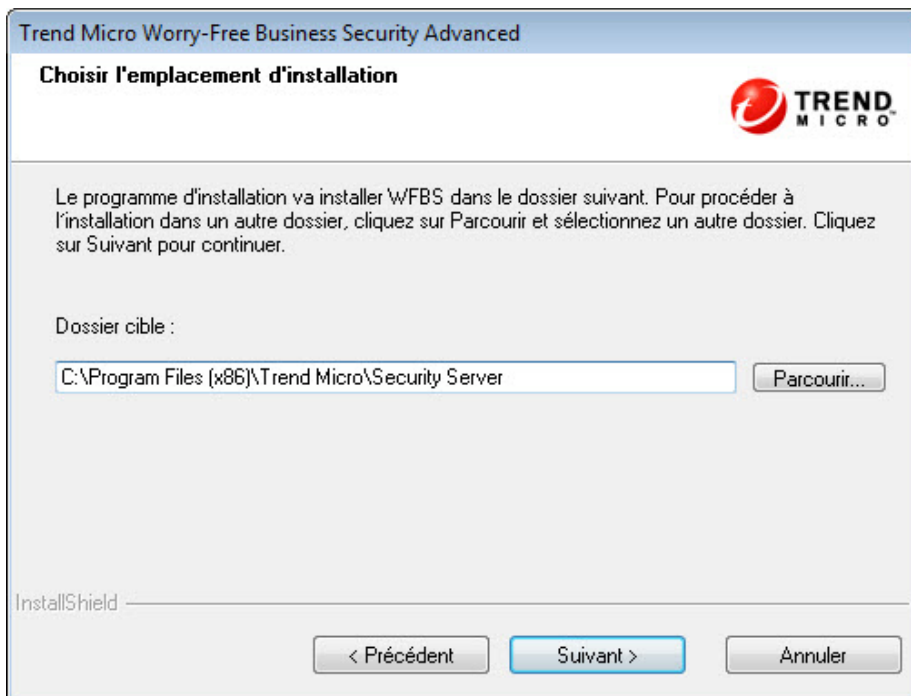 Trend Micro Worry-Free Business Security Advanced
Choisir l'emplacement d'installation
TREND
MICRO
Le programme d'installation va installer WFBS dans le dossier suivant. Pour procéder à
l'installation dans un autre dossier, cliquez sur Parcourir et sélectionnez un autre dossier. Cliquez
sur Suivant pour continuer.
Dossier cible :
C:\Program Files (x86)\Trend Micro\Security Server
Parcourir...
InstallShield
< Précédent
Suivant >
Annuler